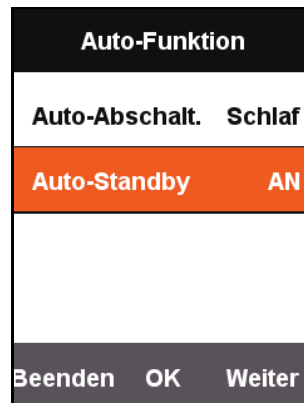 Auto-Funktion
Auto-Abschalt. Schlaf
Auto-Standby AN
Beenden OK Weiter